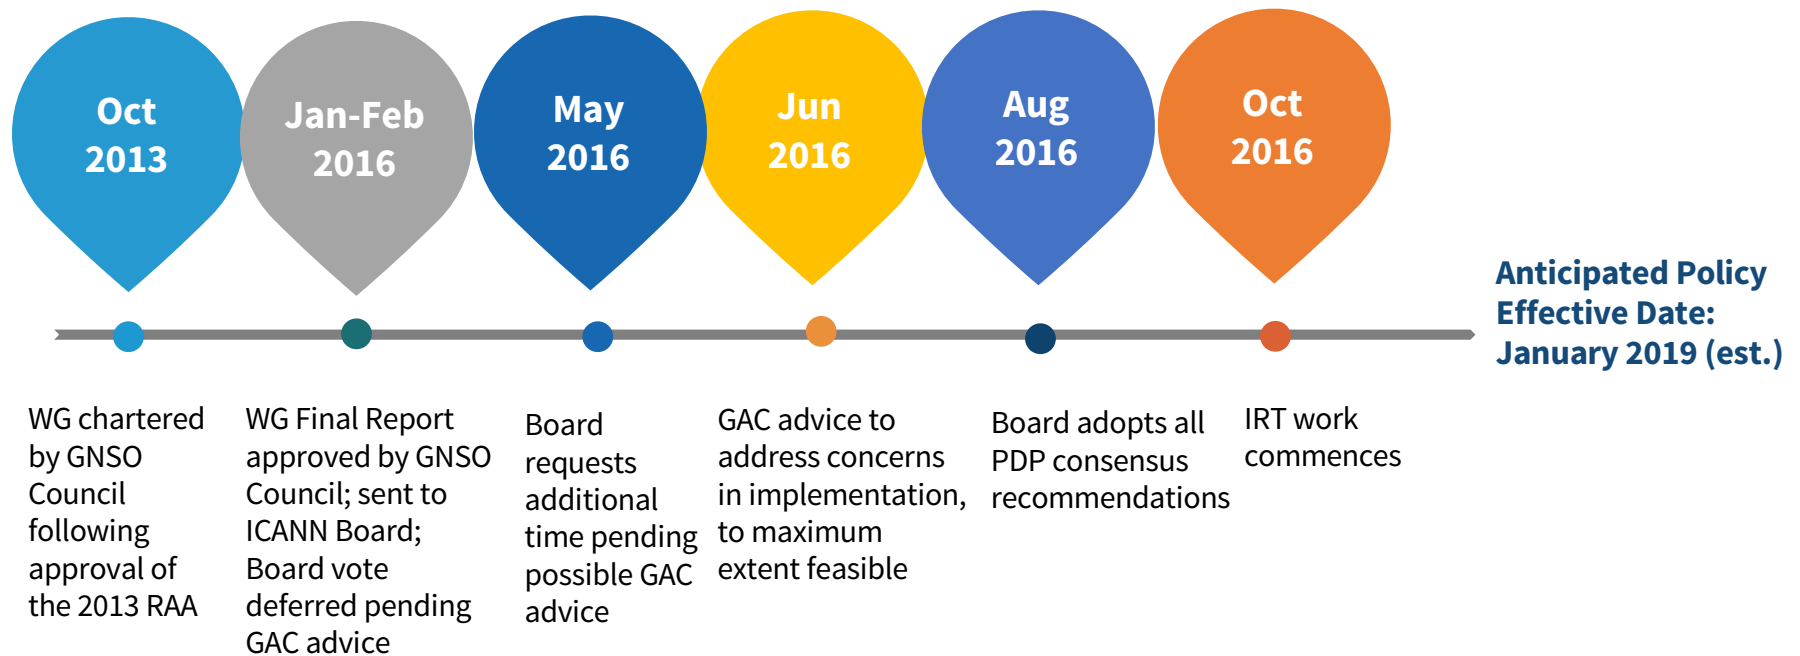 Oct
2013
Jan-Feb
2016
May
2016
Jun
2016
Aug
2016
Oct
2016
Anticipated Policy
Effective Date:
January 2019 (est.)
WG chartered
by GNSO
Council
following
approval of
the 2013 RAA
WG Final Report
approved by GNSO
Council; sent to
ICANN Board;
Board vote
deferred pending
GAC advice
Board
requests
additional
time pending
possible GAC
advice
GAC advice to
address concerns
in implementation,
to maximum
extent feasible
Board adopts all
PDP consensus
recommendations
IRT work
commences